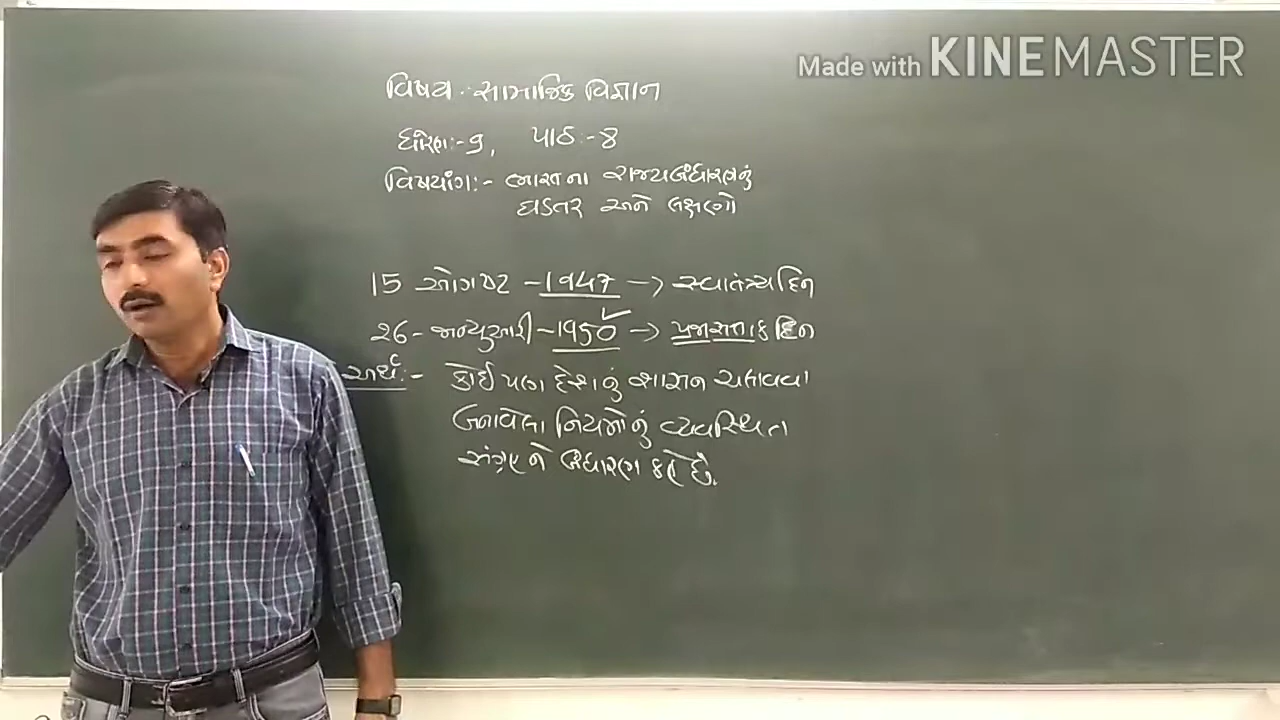 Made with KINEMASTER
વિષય :- સામાજિક વિજ્ઞાન
ધોરણ:- 9, પાઠ:- 8
વિષયાંગ:- ભારતના રાજ્યબંધારણનું
ઘડતર અને લક્ષણો
15 ઓગષ્ટ - 1947 → સ્વાતંત્ર્ય દિન
26 - જાન્યુઆરી - 1950 → પ્રજાસત્તાક દિન
અર્થ:- કોઈ પણ દેશનું શાસન ચલાવવા
બનાવેલા નિયમોનું વ્યવસ્થિત
સંગ્રહને બંધારણ કહે છે.